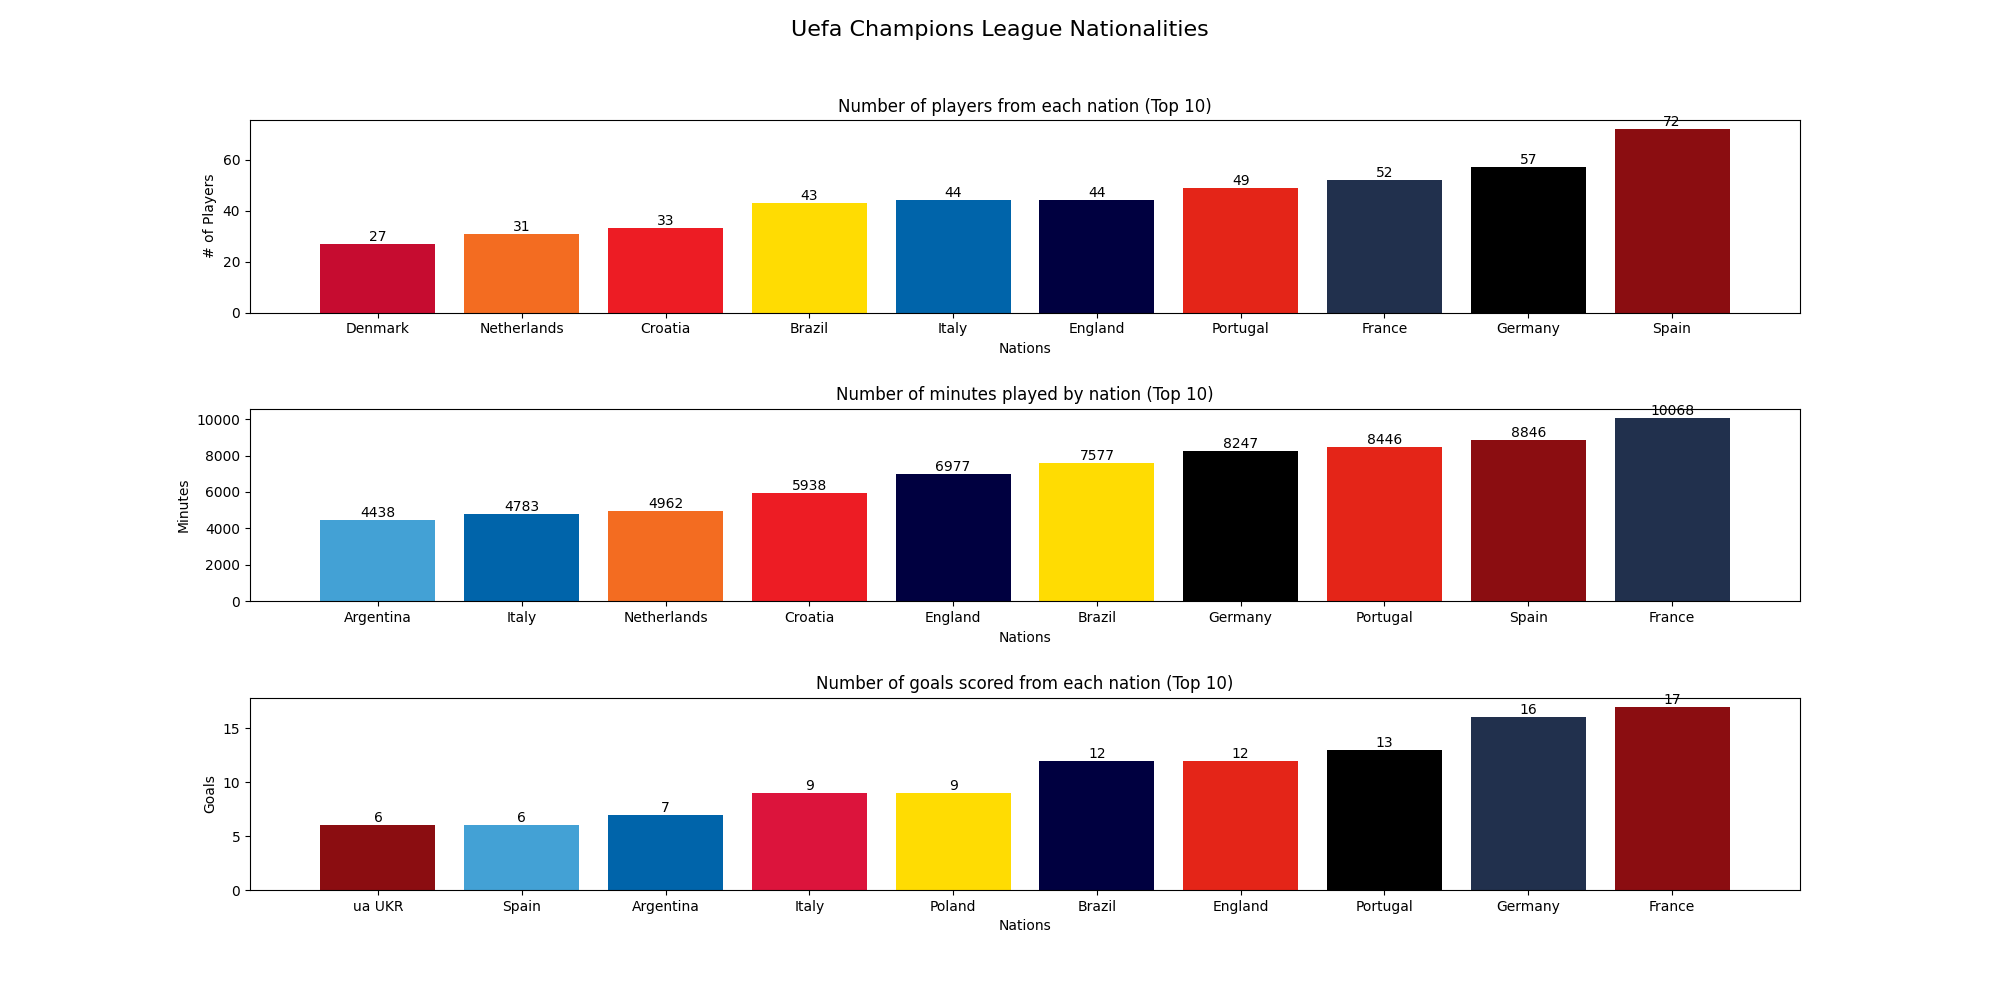 Uefa Champions League Nationalities
Number of players from each nation (Top 10)
# of Players
60
40
20
0
27 31 33 43 44 44 49 52 57 72
Denmark Netherlands Croatia Brazil Italy England Portugal France Germany Spain
Nations
Number of minutes played by nation (Top 10)
Minutes
10000
8000
6000
4000
2000
0
4438 4783 4962 5938 6977 7577 8247 8446 8846 10068
Argentina Italy Netherlands Croatia England Brazil Germany Portugal Spain France
Nations
Number of goals scored from each nation (Top 10)
Goals
15
10
5
0
6 6 7 9 9 12 12 13 16 17
ua UKR Spain Argentina Italy Poland Brazil England Portugal Germany France
Nations